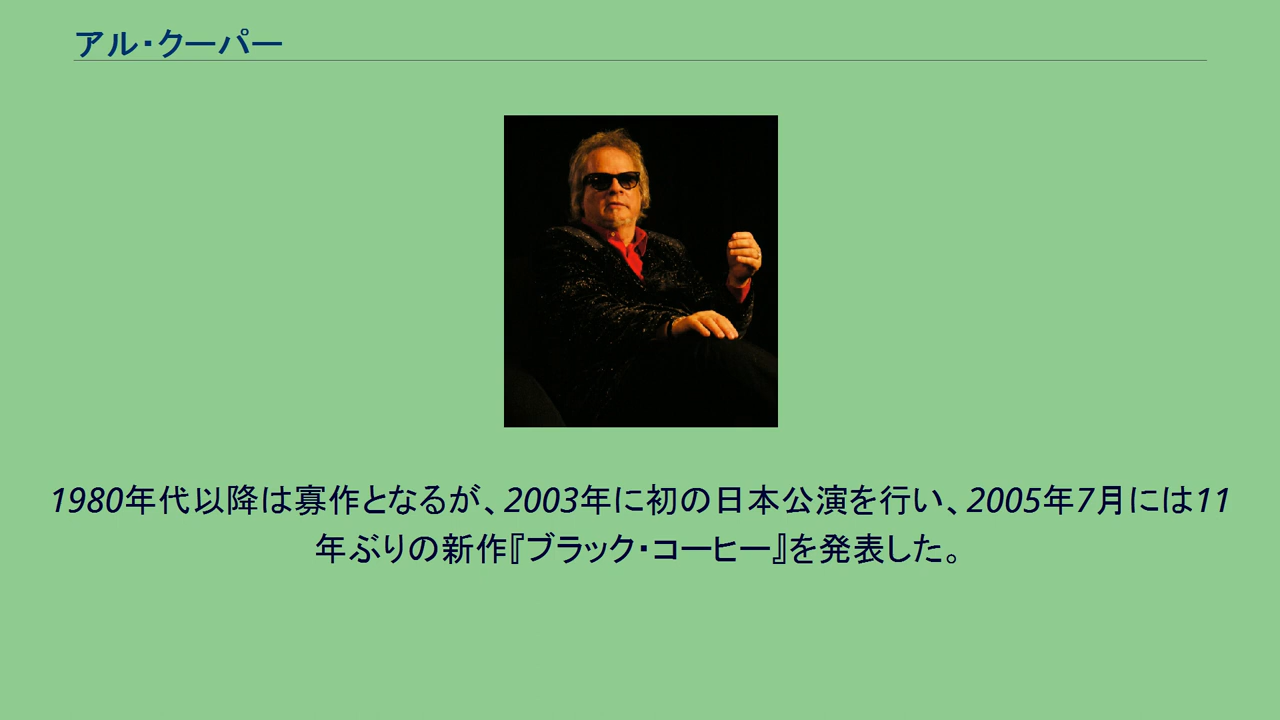 アル・クーパー
1980年代以降は寡作となるが、2003年に初の日本公演を行い、2005年7月には11
年ぶりの新作『ブラック・コーヒー』を発表した。